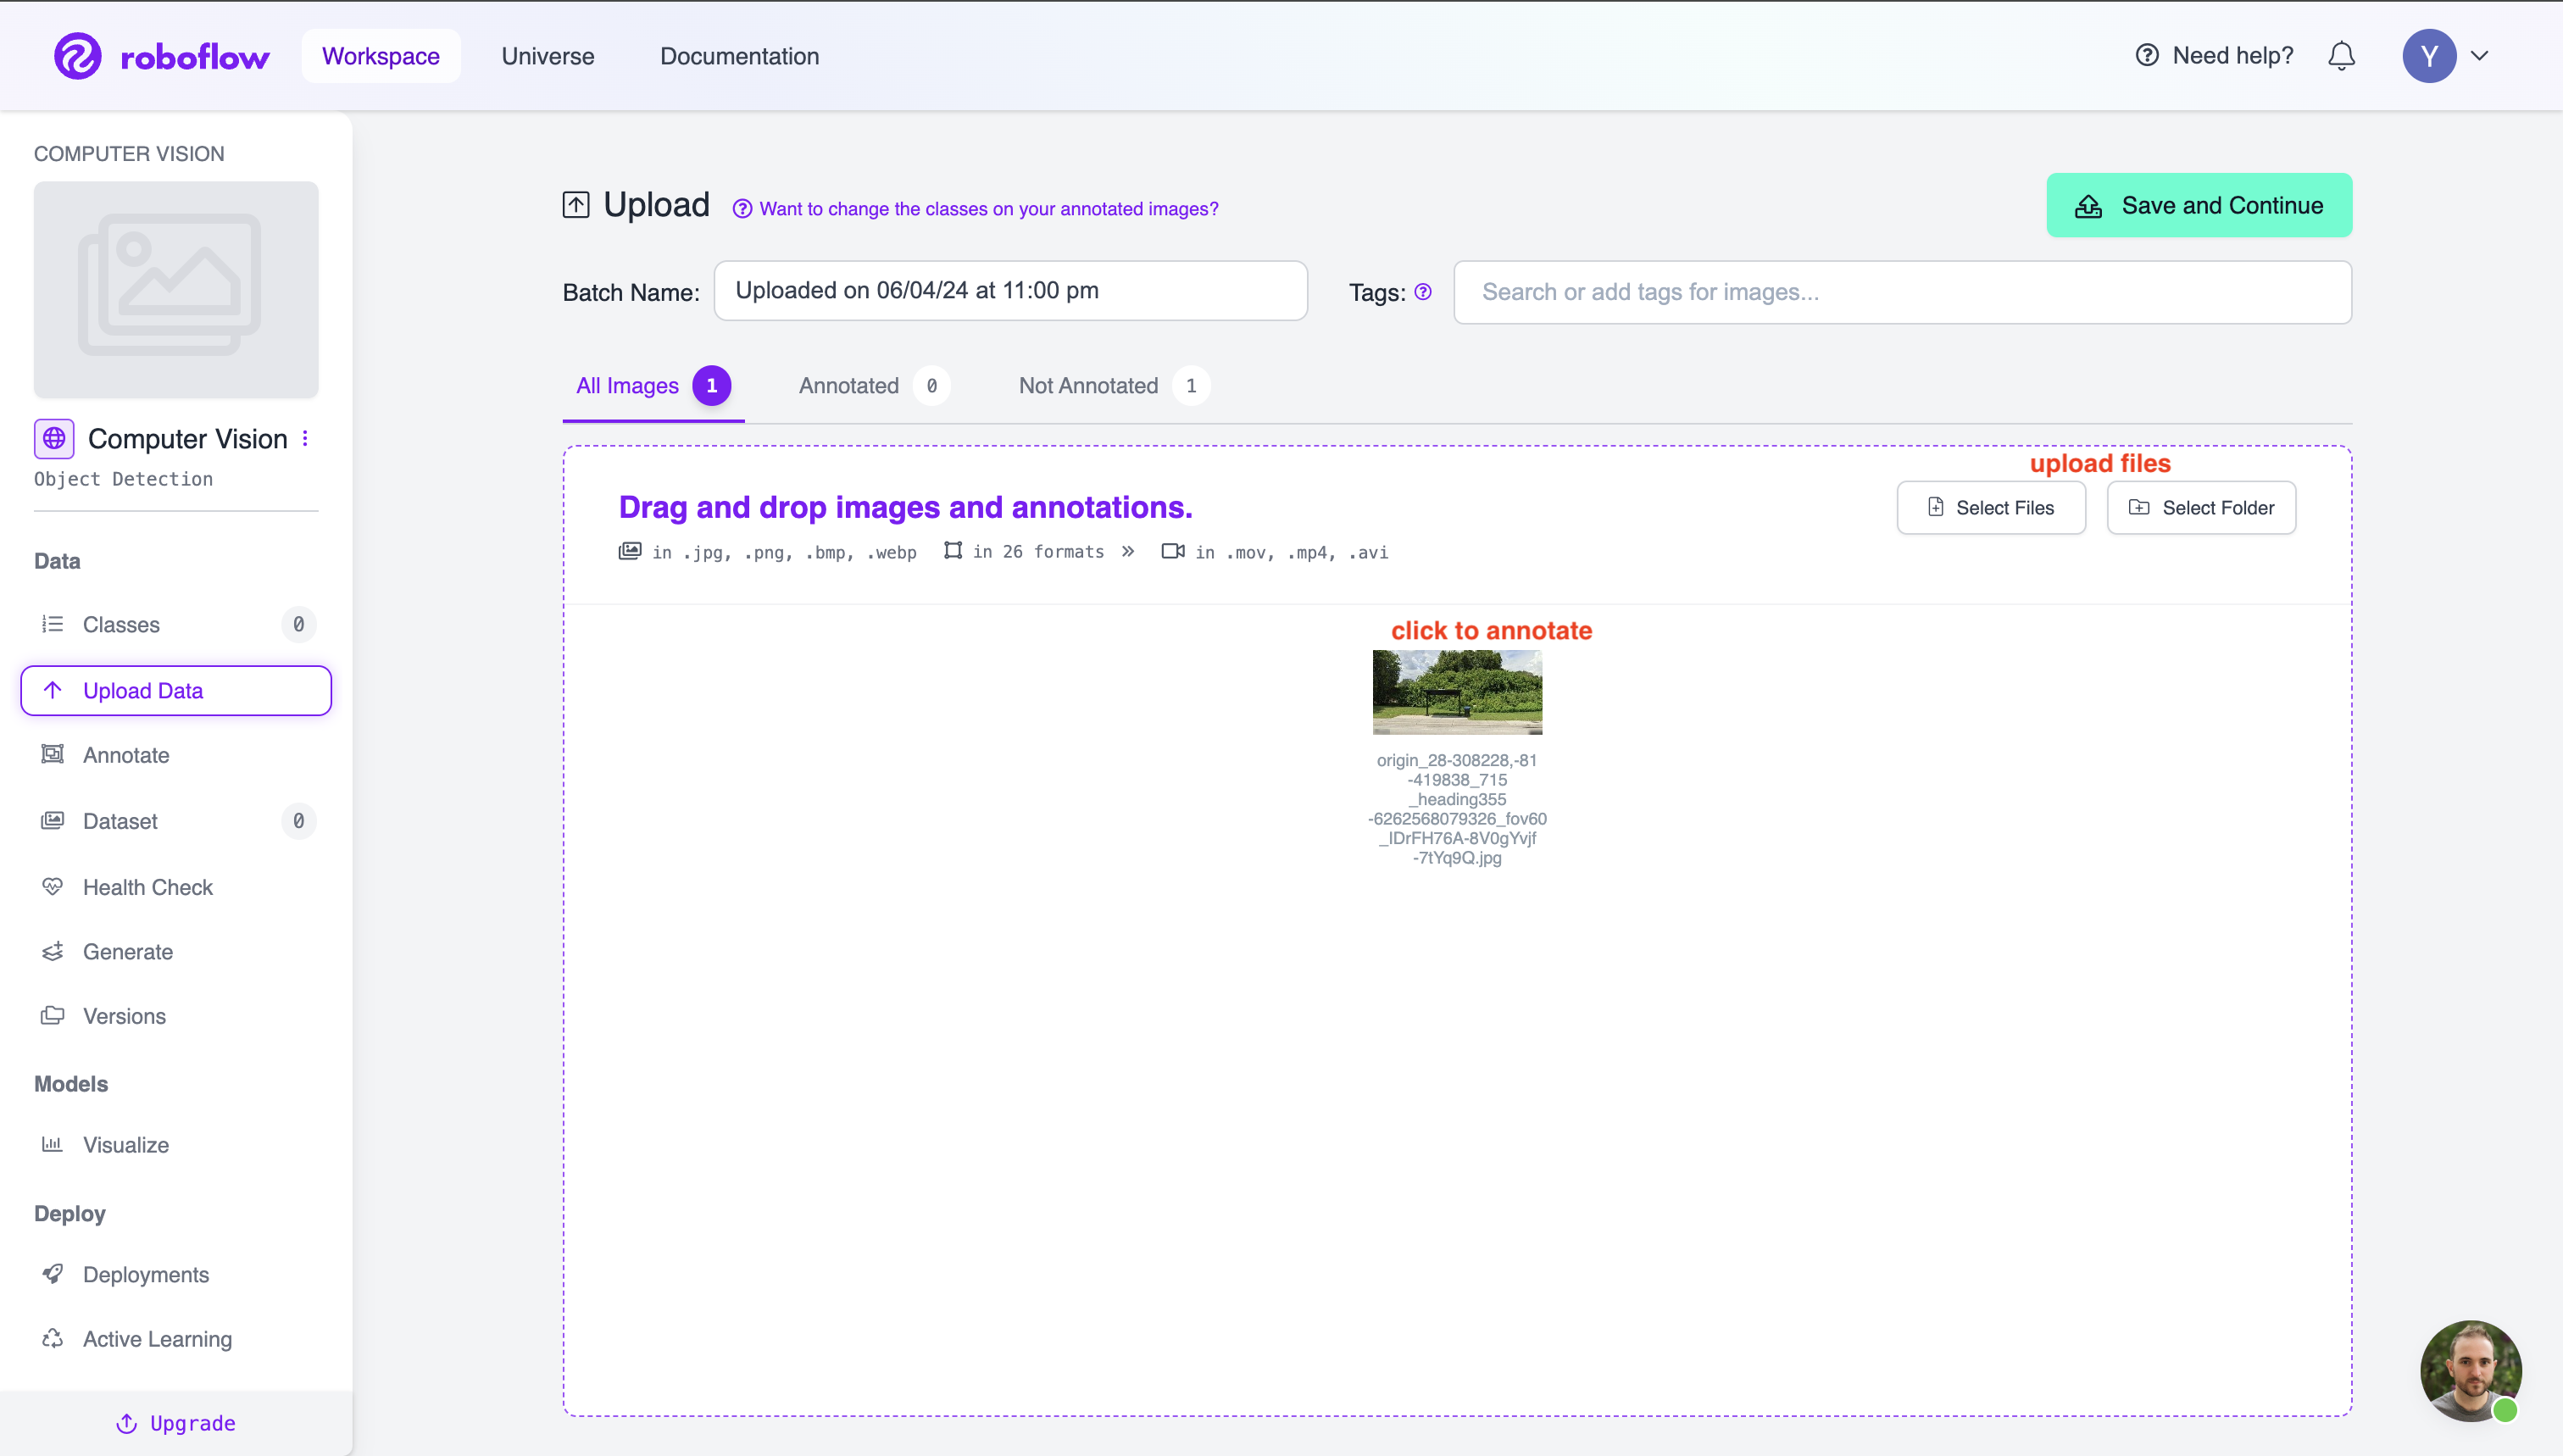 roboflow
Workspace
Universe
Documentation
Need help?
Y
COMPUTER VISION
Computer Vision
Object Detection
Data
Classes 0
Upload Data
Annotate
Dataset 0
Health Check
Generate
Versions
Models
Visualize
Deploy
Deployments
Active Learning
Upgrade
Upload
Want to change the classes on your annotated images?
Save and Continue
Batch Name: Uploaded on 06/04/24 at 11:00 pm
Tags: Search or add tags for images...
All Images 1
Annotated 0
Not Annotated 1
upload files
Drag and drop images and annotations.
Select Files
Select Folder
in .jpg, .png, .bmp, .webp
in 26 formats »
in .mov, .mp4, .avi
click to annotate
origin_28-308228,-81
-419838_715
_heading355
-6262568079326_fov60
_IDrFH76A-8V0gYvjf
-7tYq9Q.jpg